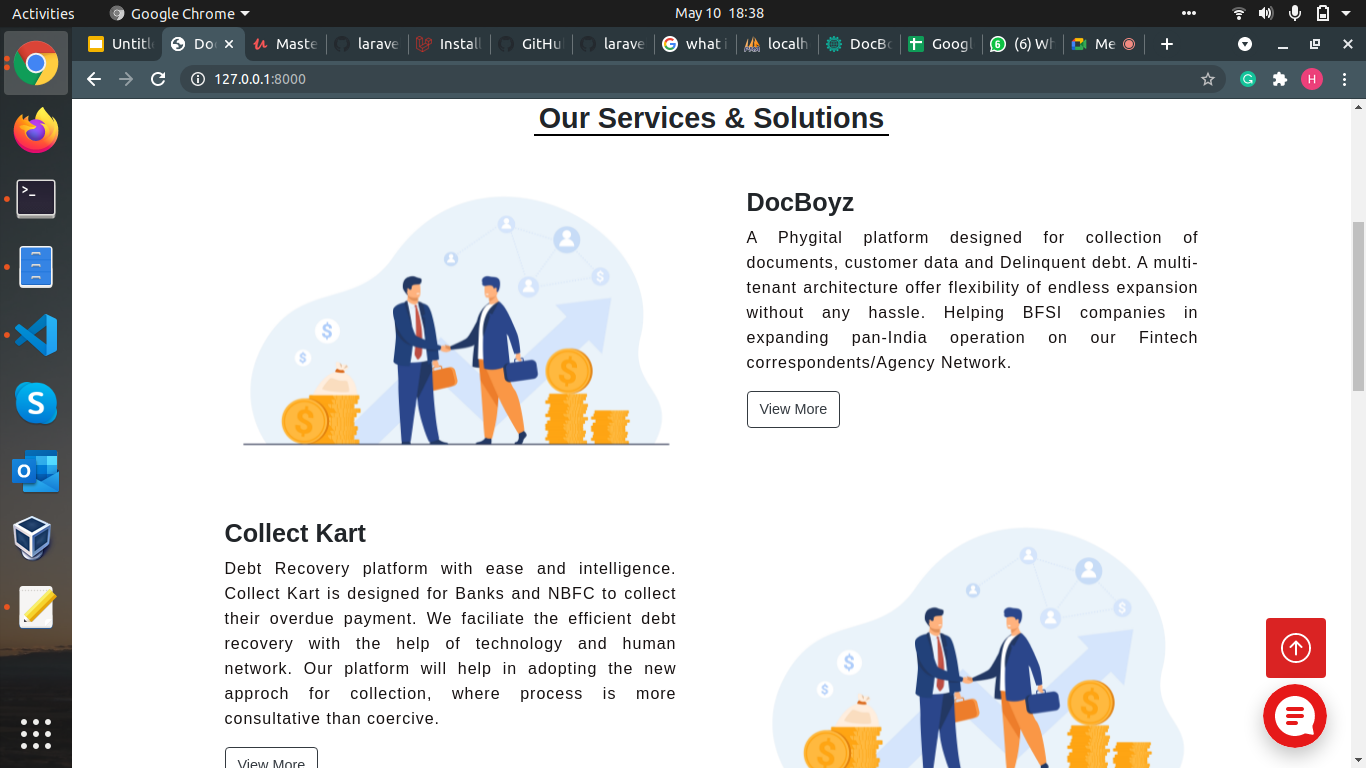 Activities
Google Chrome
May 10 18:38
Untitle
Doc
Maste
larave
Install
GitHu
larave
what i
localh
DocBo
Googl
(6) Wh
Me
127.0.0.1:8000
H
Our Services & Solutions
DocBoyz
A Phygital platform designed for collection of
documents, customer data and Delinquent debt. A multi-
tenant architecture offer flexibility of endless expansion
without any hassle. Helping BFSI companies in
expanding pan-India operation on our Fintech
correspondents/Agency Network.
View More
Collect Kart
Debt Recovery platform with ease and intelligence.
Collect Kart is designed for Banks and NBFC to collect
their overdue payment. We faciliate the efficient debt
recovery with the help of technology and human
network. Our platform will help in adopting the new
approch for collection, where process is more
consultative than coercive.
View More